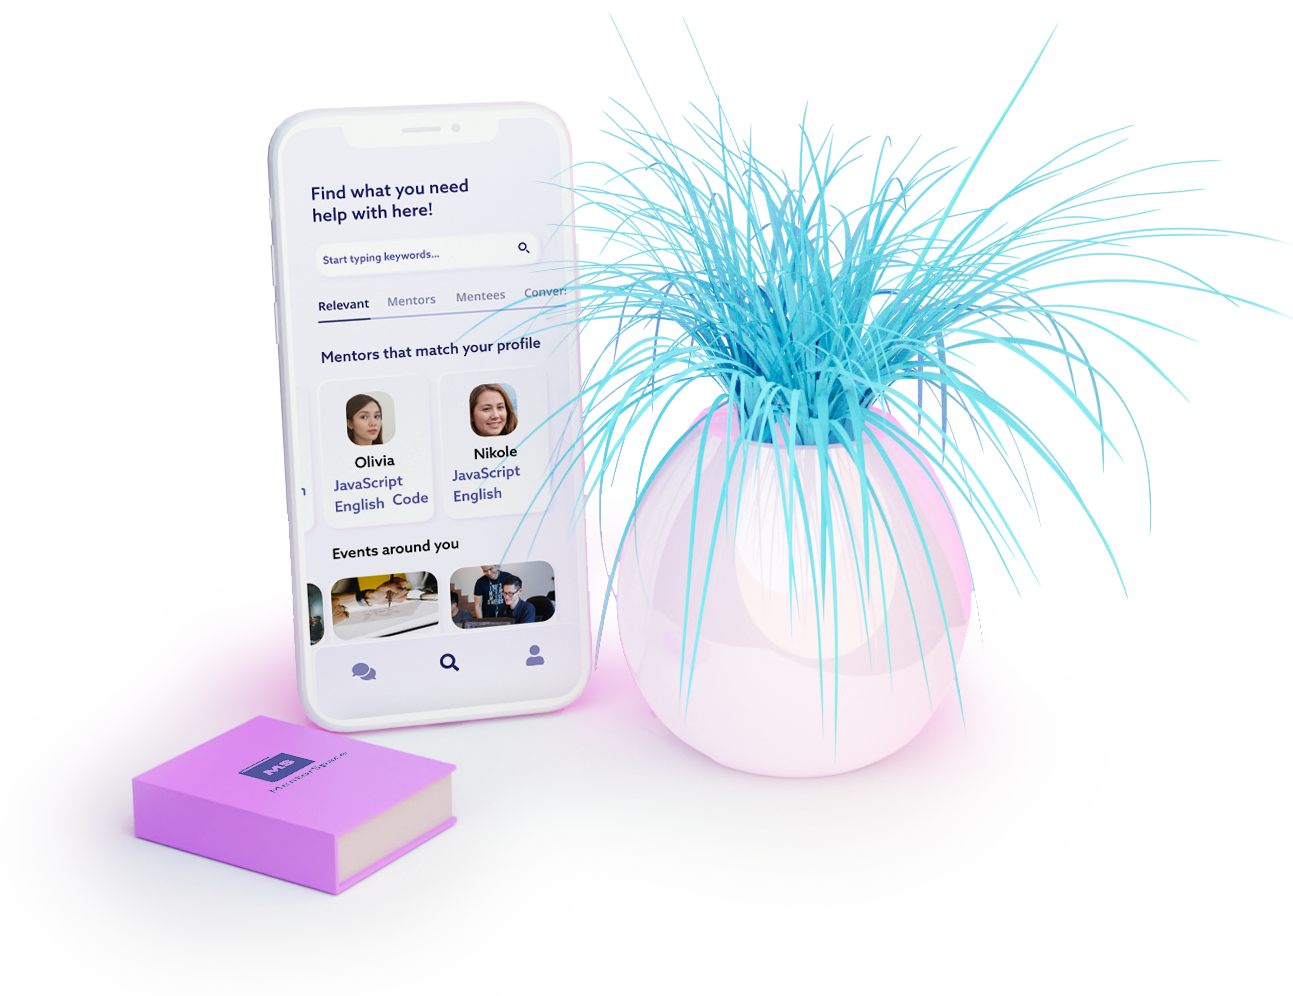 Find what you need
help with here!
Start typing keywords...
Relevant Mentors Mentees Conver
Mentors that match your profile
Olivia
JavaScript
English Code
Nikole
JavaScript
English
Events around you
MS
MentorSpace